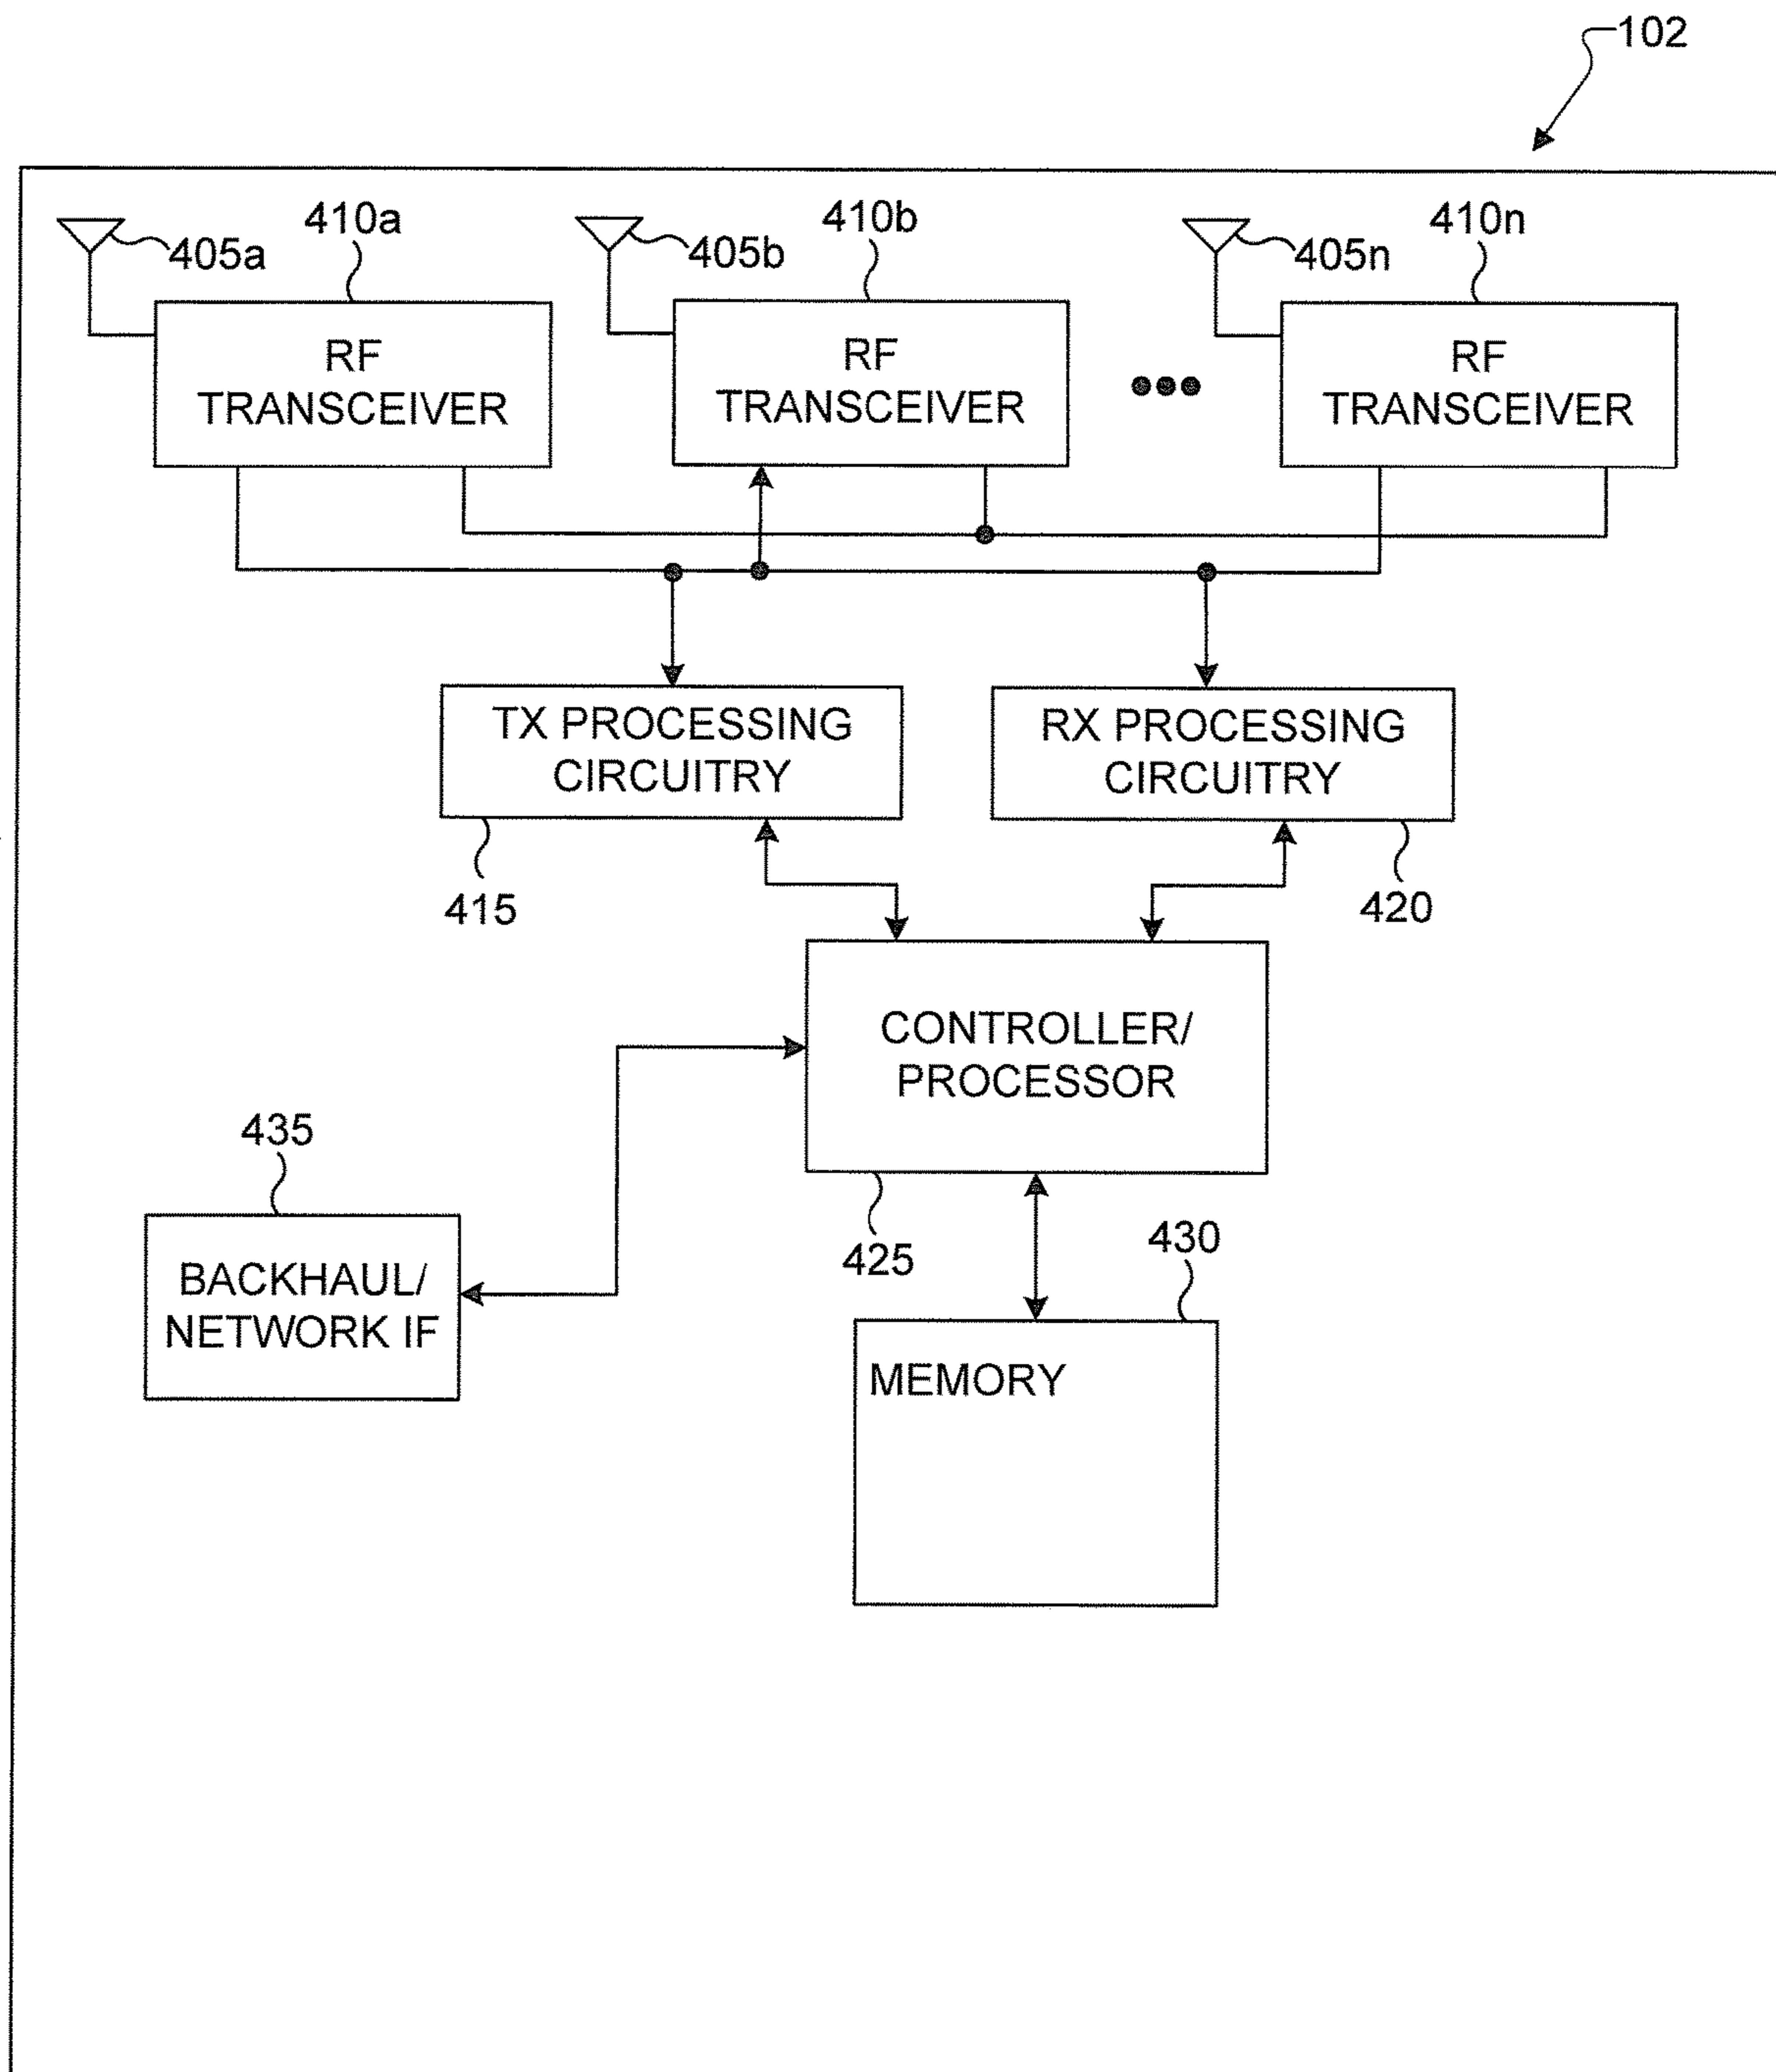 102
410a
410b
410n
405a
405b
405n
RF
TRANSCEIVER
RF
TRANSCEIVER
RF
TRANSCEIVER
TX PROCESSING
CIRCUITRY
RX PROCESSING
CIRCUITRY
415
420
CONTROLLER/
PROCESSOR
435
425
430
BACKHAUL/
NETWORK IF
MEMORY